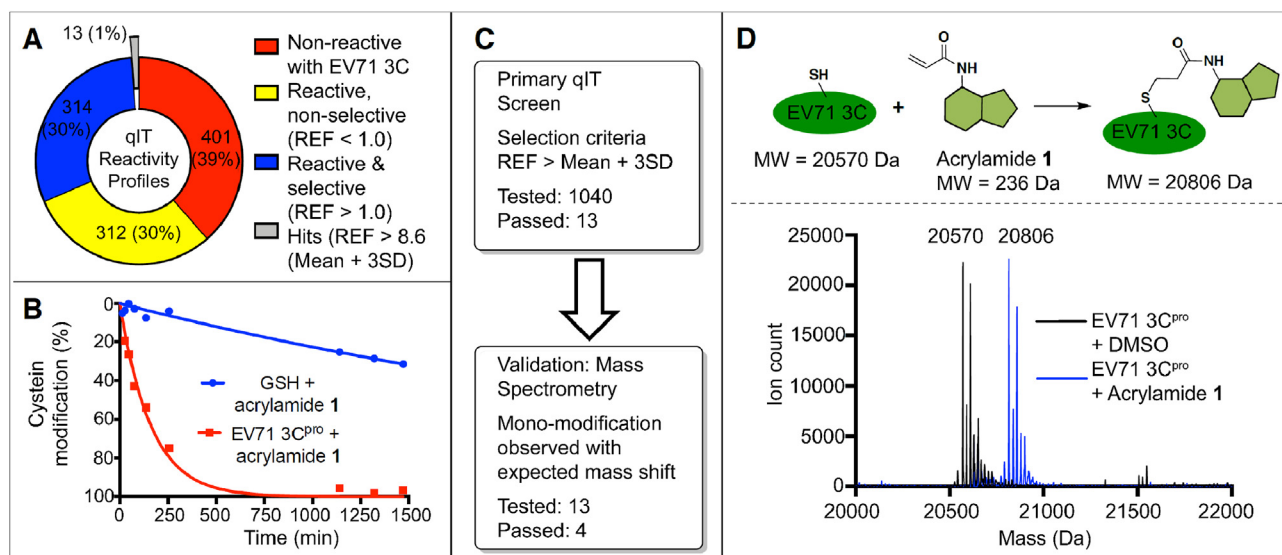 A
13 (1%)
314
(30%)
401
(39%)
312 (30%)
qIT
Reactivity
Profiles
Non-reactive
with EV71 3C
Reactive,
non-selective
(REF < 1.0)
Reactive &
selective
(REF > 1.0)
Hits (REF > 8.6
(Mean + 3SD)
B
Cystein
modification (%)
0
20
40
60
80
100
0 250 500 750 1000 1250 1500
Time (min)
GSH +
acrylamide 1
EV71 3Cpro +
acrylamide 1
C
Primary qIT
Screen
Selection criteria
REF > Mean + 3SD
Tested: 1040
Passed: 13
Validation: Mass
Spectrometry
Mono-modification
observed with
expected mass shift
Tested: 13
Passed: 4
D
SH
EV71 3C
MW = 20570 Da
+
O
NH
Acrylamide 1
MW = 236 Da
O
NH
S
EV71 3C
MW = 20806 Da
20570 20806
Ion count
25000
20000
15000
10000
5000
0
20000 20500 21000 21500 22000
Mass (Da)
EV71 3Cpro
+ DMSO
EV71 3Cpro
+ Acrylamide 1